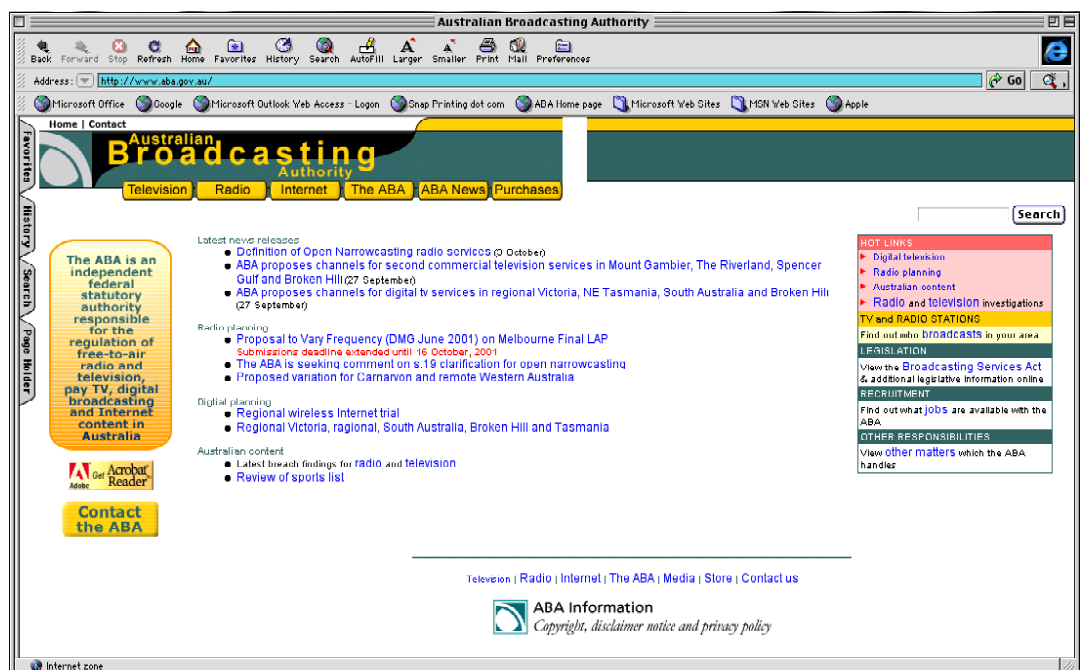 Australian Broadcasting Authority
Back Forward Stop Refresh Home Favorites History Search AutoFill Larger Smaller Print Mail Preferences
Address: http://www.aba.gov.au/ Go
Microsoft Office Google Microsoft Outlook Web Access - Logon Snap Printing dot com ABA Home page Microsoft Web Sites MSN Web Sites Apple
Favorites
History
Search
Page Holder
Home | Contact
Australian
Broadcasting
Authority
Television Radio Internet The ABA ABA News Purchases
Search
The ABA is an
independent
federal
statutory
authority
responsible
for the
regulation of
free-to-air
radio and
television,
pay TV, digital
broadcasting
and Internet
content in
Australia
Adobe Get Acrobat
Reader
Contact
the ABA
Latest news releases
Definition of Open Narrowcasting radio services (3 October)
ABA proposes channels for second commercial television services in Mount Gambier, The Riverland, Spencer
Gulf and Broken Hill (27 September)
ABA proposes channels for digital tv services in regional Victoria, NE Tasmania, South Australia and Broken Hill
(27 September)
Radio planning
Proposal to Vary Frequency (DMG June 2001) on Melbourne Final LAP
Submissions deadline extended until 16 October, 2001
The ABA is seeking comment on s.19 clarification for open narrowcasting
Proposed variation for Carnarvon and remote Western Australia
Digtial planning
Regional wireless Internet trial
Regional Victoria, ragional, South Australia, Broken Hill and Tasmania
Australian content
Latest breach findings for radio and television
Review of sports list
HOT LINKS
Digital television
Radio planning
Australian content
Radio and television investigations
TV and RADIO STATIONS
Find out who broadcasts in your area
LEGISLATION
View the Broadcasting Services Act
& additional legislative information online
RECRUITMENT
Find out what jobs are available with the
ABA
OTHER RESPONSIBILITIES
View other matters which the ABA
handles
Television | Radio | Internet | The ABA | Media | Store | Contact us
ABA Information
Copyright, disclaimer notice and privacy policy
Internet zone